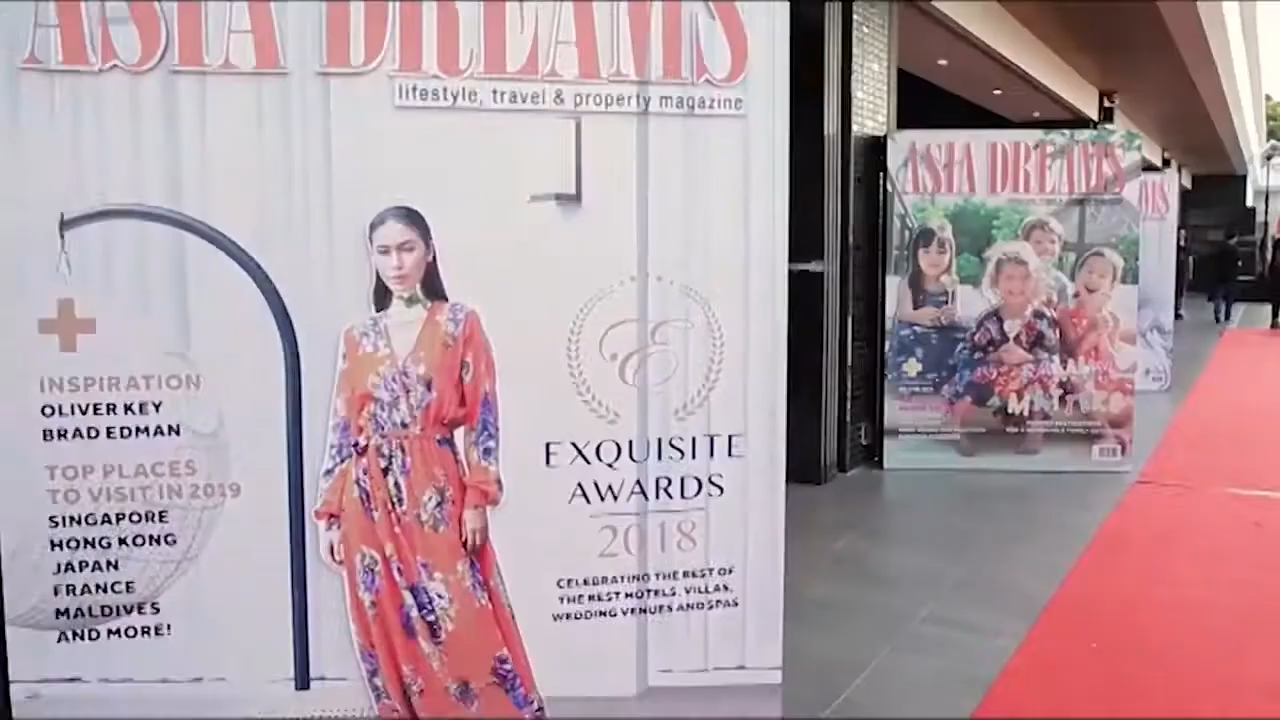 ASIA DREAMS
lifestyle, travel & property magazine
INSPIRATION
OLIVER KEY
BRAD EDMAN
TOP PLACES
TO VISIT IN 2019
SINGAPORE
HONG KONG
JAPAN
FRANCE
MALDIVES
AND MORE!
E
EXQUISITE
AWARDS
2018
CELEBRATING THE BEST OF
THE BEST HOTELS, VILLAS,
WEDDING VENUES AND SPAS
ASIA DREAMS